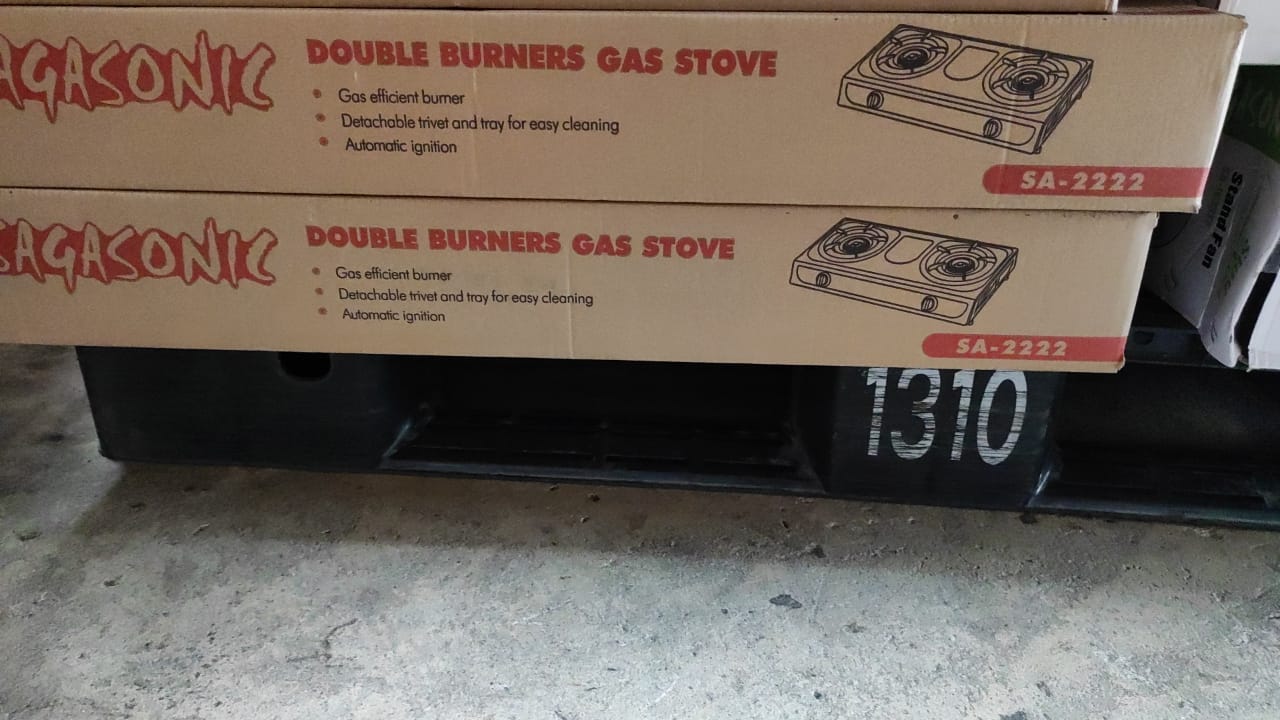 AGASONIC
DOUBLE BURNERS GAS STOVE
Gas efficient burner
Detachable trivet and tray for easy cleaning
Automatic ignition
SA-2222
SAGASONIC
DOUBLE BURNERS GAS STOVE
Gas efficient burner
Detachable trivet and tray for easy cleaning
Automatic ignition
SA-2222
Stand Fan
1310